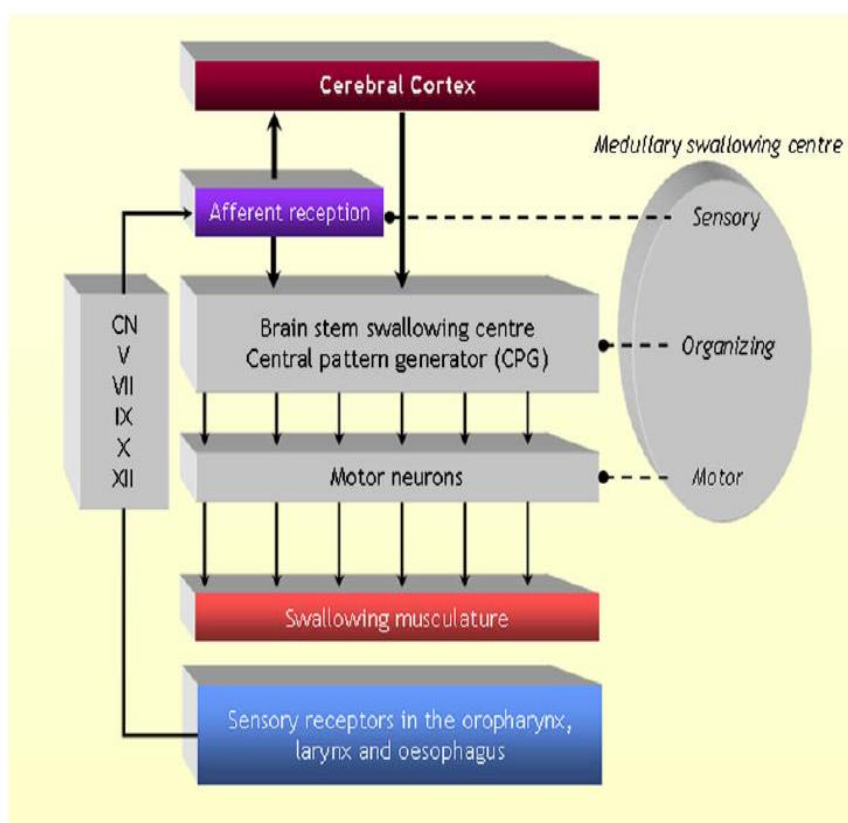 Cerebral Cortex
Medullary swallowing centre
Afferent reception
Sensory
CN
V
VII
IX
X
XII
Brain stem swallowing centre
Central pattern generator (CPG)
Organizing
Motor neurons
Motor
Swallowing musculature
Sensory receptors in the oropharynx,
larynx and oesophagus